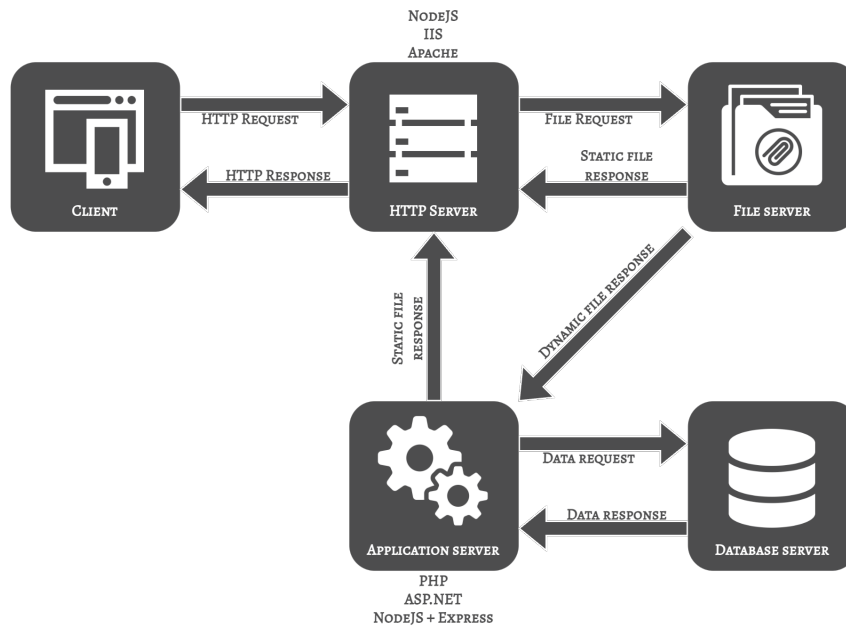 NodeJS
IIS
Apache
HTTP Request
File Request
HTTP Response
Static file
response
Client
HTTP Server
File server
Static file
response
Dynamic file response
Data request
Data response
Application server
Database server
PHP
ASP.NET
NodeJS + Express